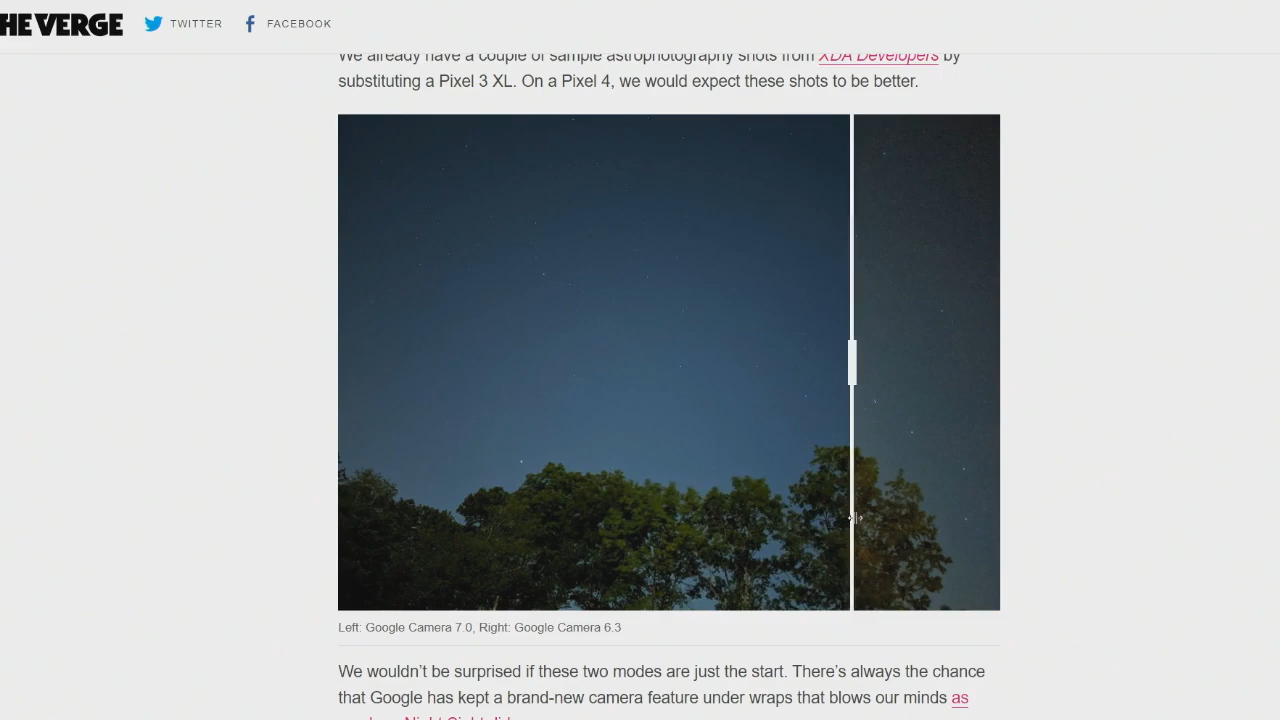 HE VERGE
TWITTER
FACEBOOK
We already have a couple of sample astrophotography shots from XDA Developers by
substituting a Pixel 3 XL. On a Pixel 4, we would expect these shots to be better.
Left: Google Camera 7.0, Right: Google Camera 6.3
We wouldn’t be surprised if these two modes are just the start. There’s always the chance
that Google has kept a brand-new camera feature under wraps that blows our minds as
Night Sight did